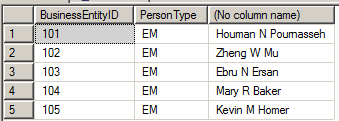 BusinessEntityID PersonType (No column name)
1 101 EM Houman N Poumasseh
2 102 EM Zheng W Mu
3 103 EM Ebru N Ersan
4 104 EM Mary R Baker
5 105 EM Kevin M Homer